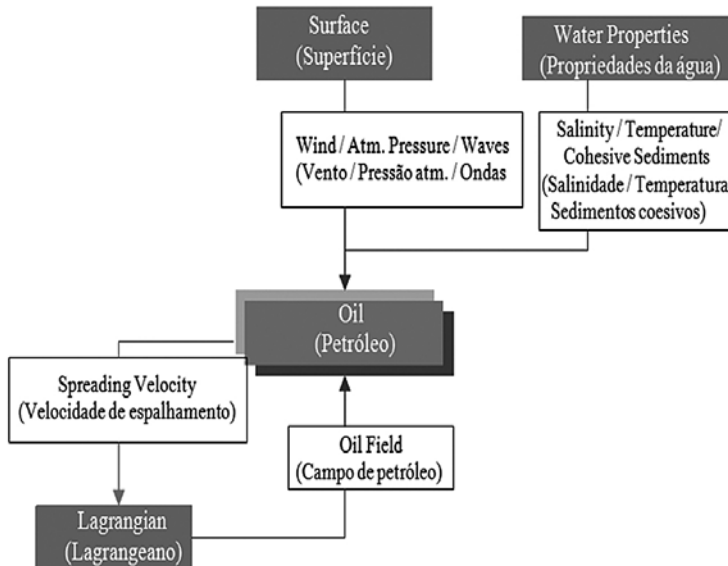 Surface
(Superfície)
Water Properties
(Propriedades da água)
Wind / Atm. Pressure / Waves
(Vento / Pressão atm. / Ondas
Salinity / Temperature/
Cohesive Sediments
(Salinidade / Temperatura
Sedimentos coesivos)
Oil
(Petróleo)
Spreading Velocity
(Velocidade de espalhamento)
Oil Field
(Campo de petróleo)
Lagrangian
(Lagrangeano)